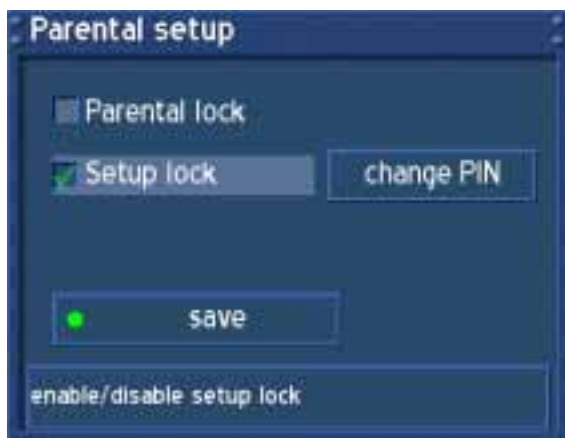 Parental setup
Parental lock
Setup lock
change PIN
save
enable/disable setup lock